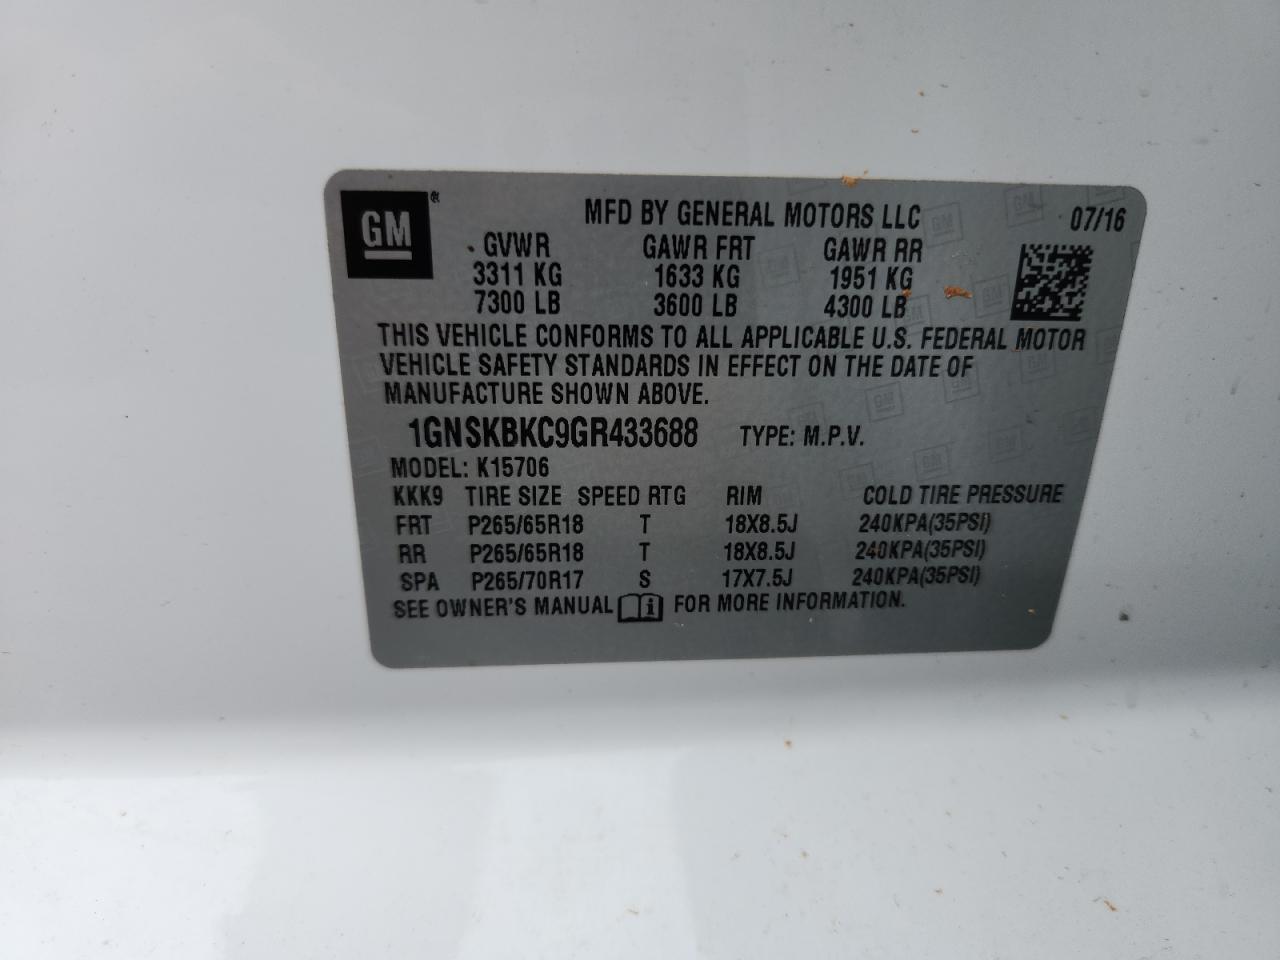 GM
MFD BY GENERAL MOTORS LLC 07/16
GVWR GAWR FRT GAWR RR
3311 KG 1633 KG 1951 KG
7300 LB 3600 LB 4300 LB
THIS VEHICLE CONFORMS TO ALL APPLICABLE U.S. FEDERAL MOTOR
VEHICLE SAFETY STANDARDS IN EFFECT ON THE DATE OF
MANUFACTURE SHOWN ABOVE.
1GNSKBKC9GR433688 TYPE: M.P.V.
MODEL: K15706
KKK9 TIRE SIZE SPEED RTG RIM COLD TIRE PRESSURE
FRT P265/65R18 T 18X8.5J 240KPA(35PSI)
RR P265/65R18 T 18X8.5J 240KPA(35PSI)
SPA P265/70R17 S 17X7.5J 240KPA(35PSI)
SEE OWNER'S MANUAL i FOR MORE INFORMATION.